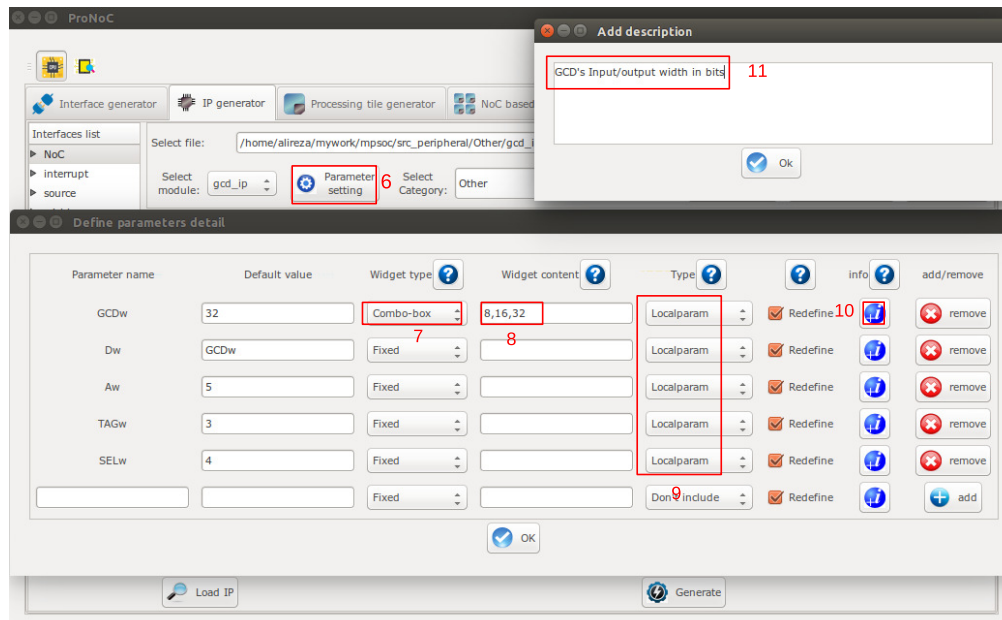 ProNoC
Add description
GCD's Input/output width in bits
11
Ok
Interface generator
IP generator
Processing tile generator
NoC based
Interfaces list
NoC
interrupt
source
Select file:
/home/alireza/mywork/mpsoc/src_peripheral/Other/gcd_i
Select module:
gcd_ip
Parameter setting
6
Select Category:
Other
Define parameters detail
Parameter name Default value Widget type Widget content Type info add/remove
GCDw 32 Combo-box 8,16,32 Localparam Redefine 10 remove
7 8
Dw GCDw Fixed Localparam Redefine remove
Aw 5 Fixed Localparam Redefine remove
TAGw 3 Fixed Localparam Redefine remove
SELw 4 Fixed Localparam Redefine remove
9
Fixed Don't include Redefine add
OK
Load IP
Generate